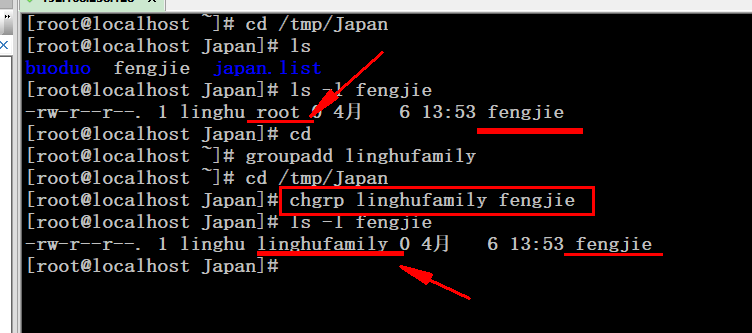 [root@localhost ~]# cd /tmp/Japan
[root@localhost Japan]# ls
buoduo  fengjie  japan.list
[root@localhost Japan]# ls -l fengjie
-rw-r--r--. 1 linghu root 0 4月   6 13:53 fengjie
[root@localhost Japan]# cd
[root@localhost ~]# groupadd linghufamily
[root@localhost ~]# cd /tmp/Japan
[root@localhost Japan]# chgrp linghufamily fengjie
[root@localhost Japan]# ls -l fengjie
-rw-r--r--. 1 linghu linghufamily 0 4月   6 13:53 fengjie
[root@localhost Japan]#